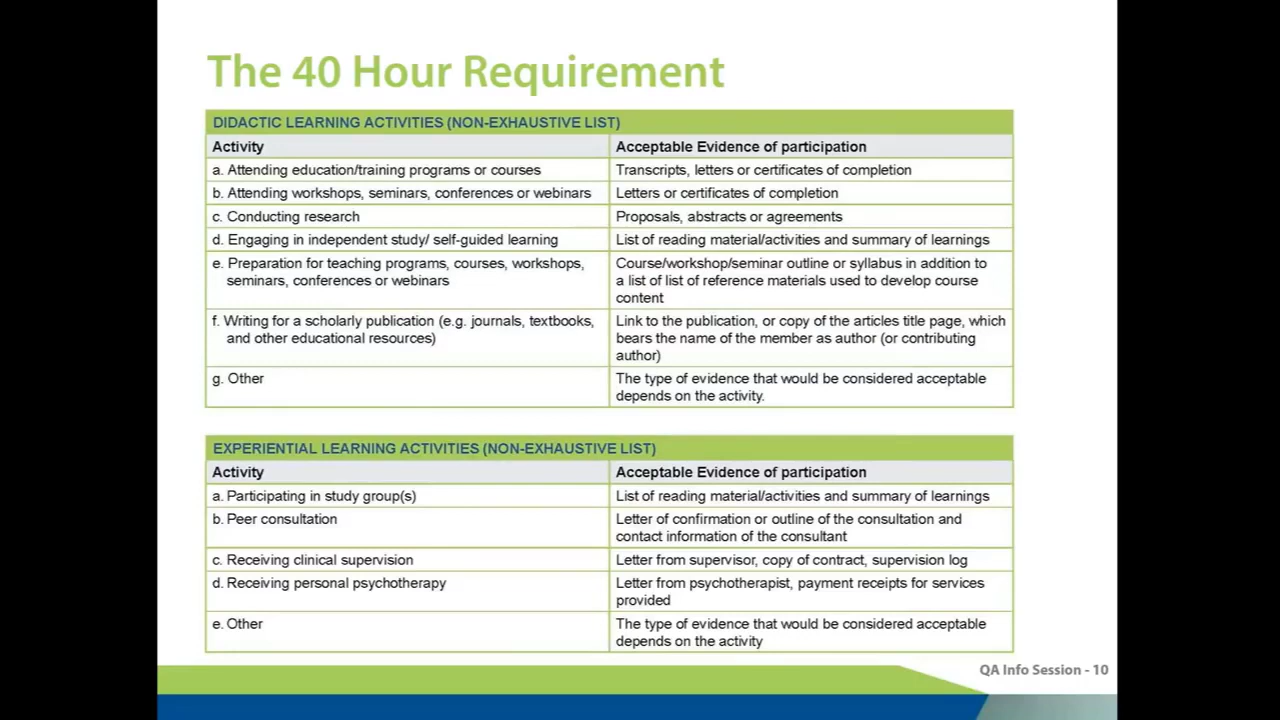 The 40 Hour Requirement
DIDACTIC LEARNING ACTIVITIES (NON-EXHAUSTIVE LIST)
Activity
Acceptable Evidence of participation
a. Attending education/training programs or courses
Transcripts, letters or certificates of completion
b. Attending workshops, seminars, conferences or webinars
Letters or certificates of completion
c. Conducting research
Proposals, abstracts or agreements
d. Engaging in independent study/ self-guided learning
List of reading material/activities and summary of learnings
e. Preparation for teaching programs, courses, workshops,
seminars, conferences or webinars
Course/workshop/seminar outline or syllabus in addition to
a list of list of reference materials used to develop course
content
f. Writing for a scholarly publication (e.g. journals, textbooks,
and other educational resources)
Link to the publication, or copy of the articles title page, which
bears the name of the member as author (or contributing
author)
g. Other
The type of evidence that would be considered acceptable
depends on the activity.
EXPERIENTIAL LEARNING ACTIVITIES (NON-EXHAUSTIVE LIST)
Activity
Acceptable Evidence of participation
a. Participating in study group(s)
List of reading material/activities and summary of learnings
b. Peer consultation
Letter of confirmation or outline of the consultation and
contact information of the consultant
c. Receiving clinical supervision
Letter from supervisor, copy of contract, supervision log
d. Receiving personal psychotherapy
Letter from psychotherapist, payment receipts for services
provided
e. Other
The type of evidence that would be considered acceptable
depends on the activity
QA Info Session - 10